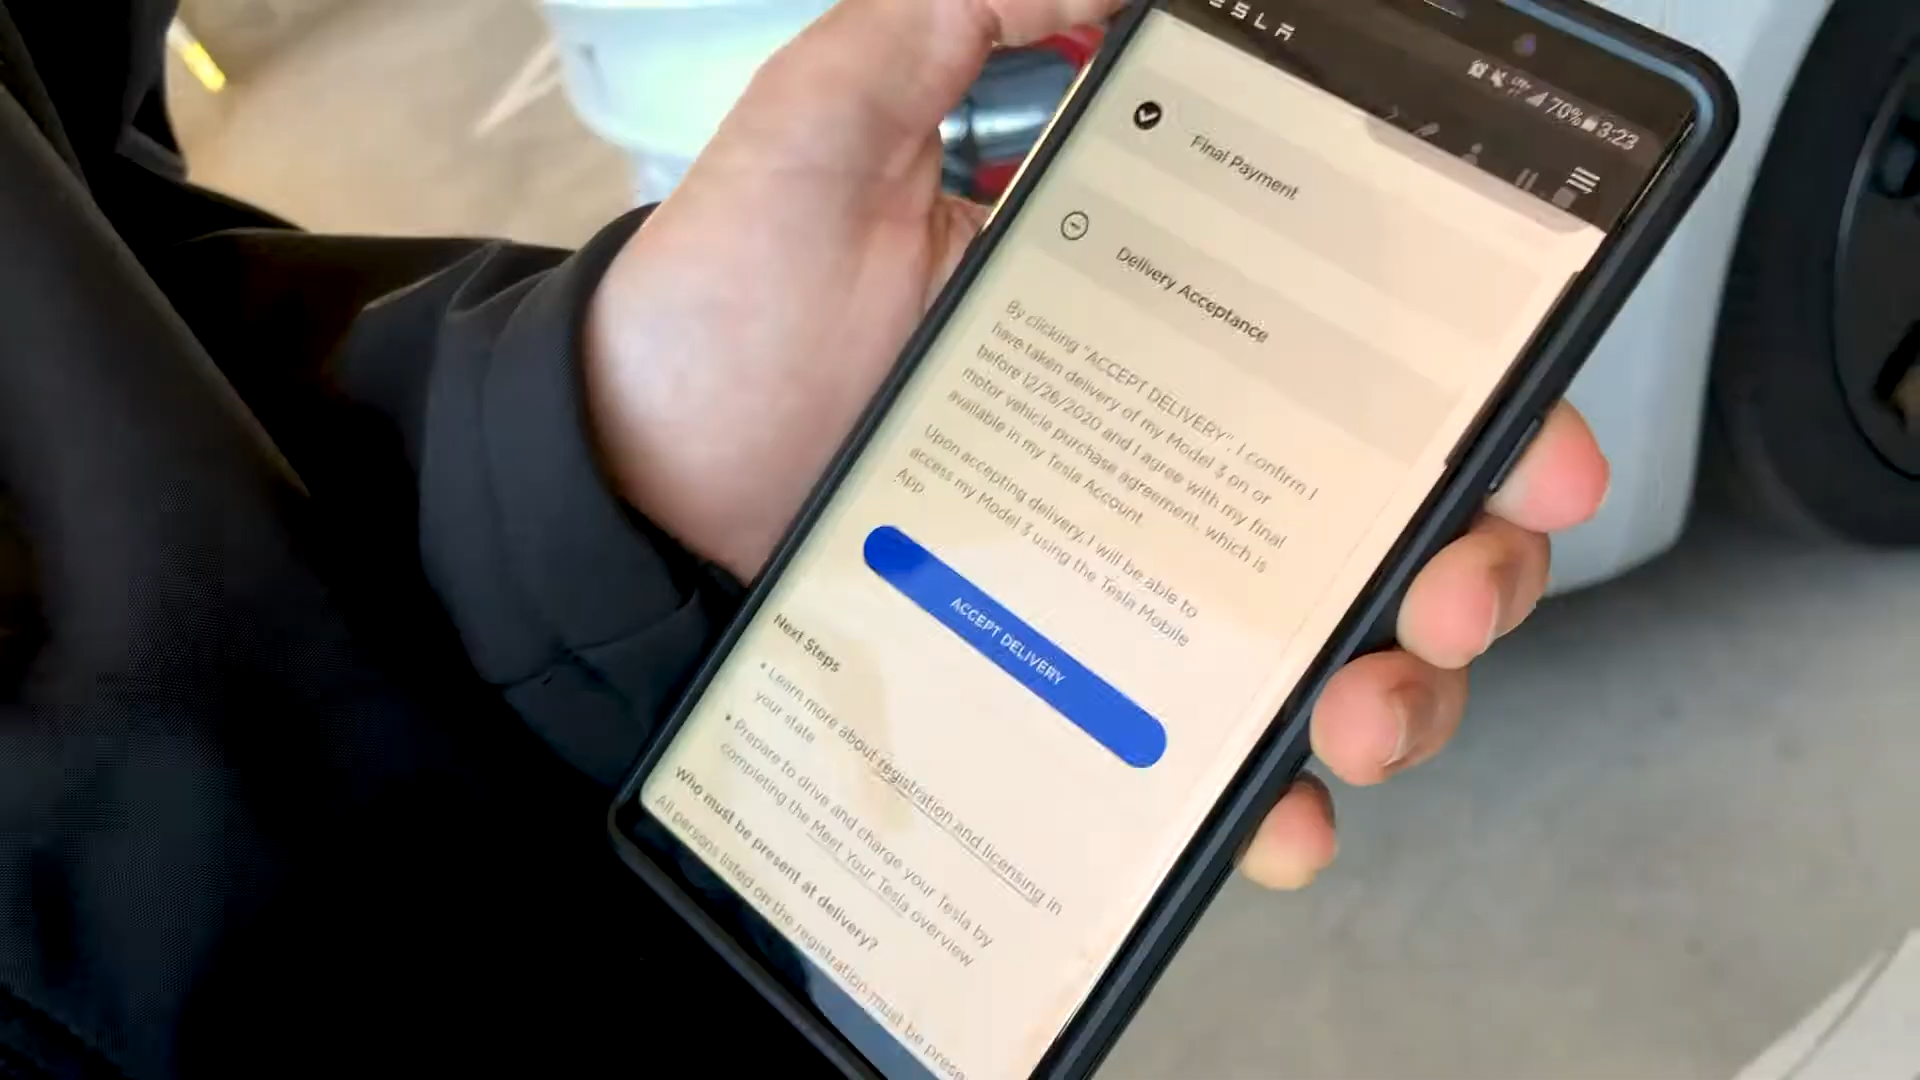 ESLA
70% 3:23
Final Payment
Delivery Acceptance
By clicking "ACCEPT DELIVERY", I confirm I
have taken delivery of my Model 3 on or
before 12/26/2020 and I agree with my final
motor vehicle purchase agreement, which is
available in my Tesla Account.
Upon accepting delivery, I will be able to
access my Model 3 using the Tesla Mobile
App.
ACCEPT DELIVERY
Next Steps
• Learn more about registration and licensing in
your state
• Prepare to drive and charge your Tesla by
completing the Meet Your Tesla overview
Who must be present at delivery?
All persons listed on the registration must be prese